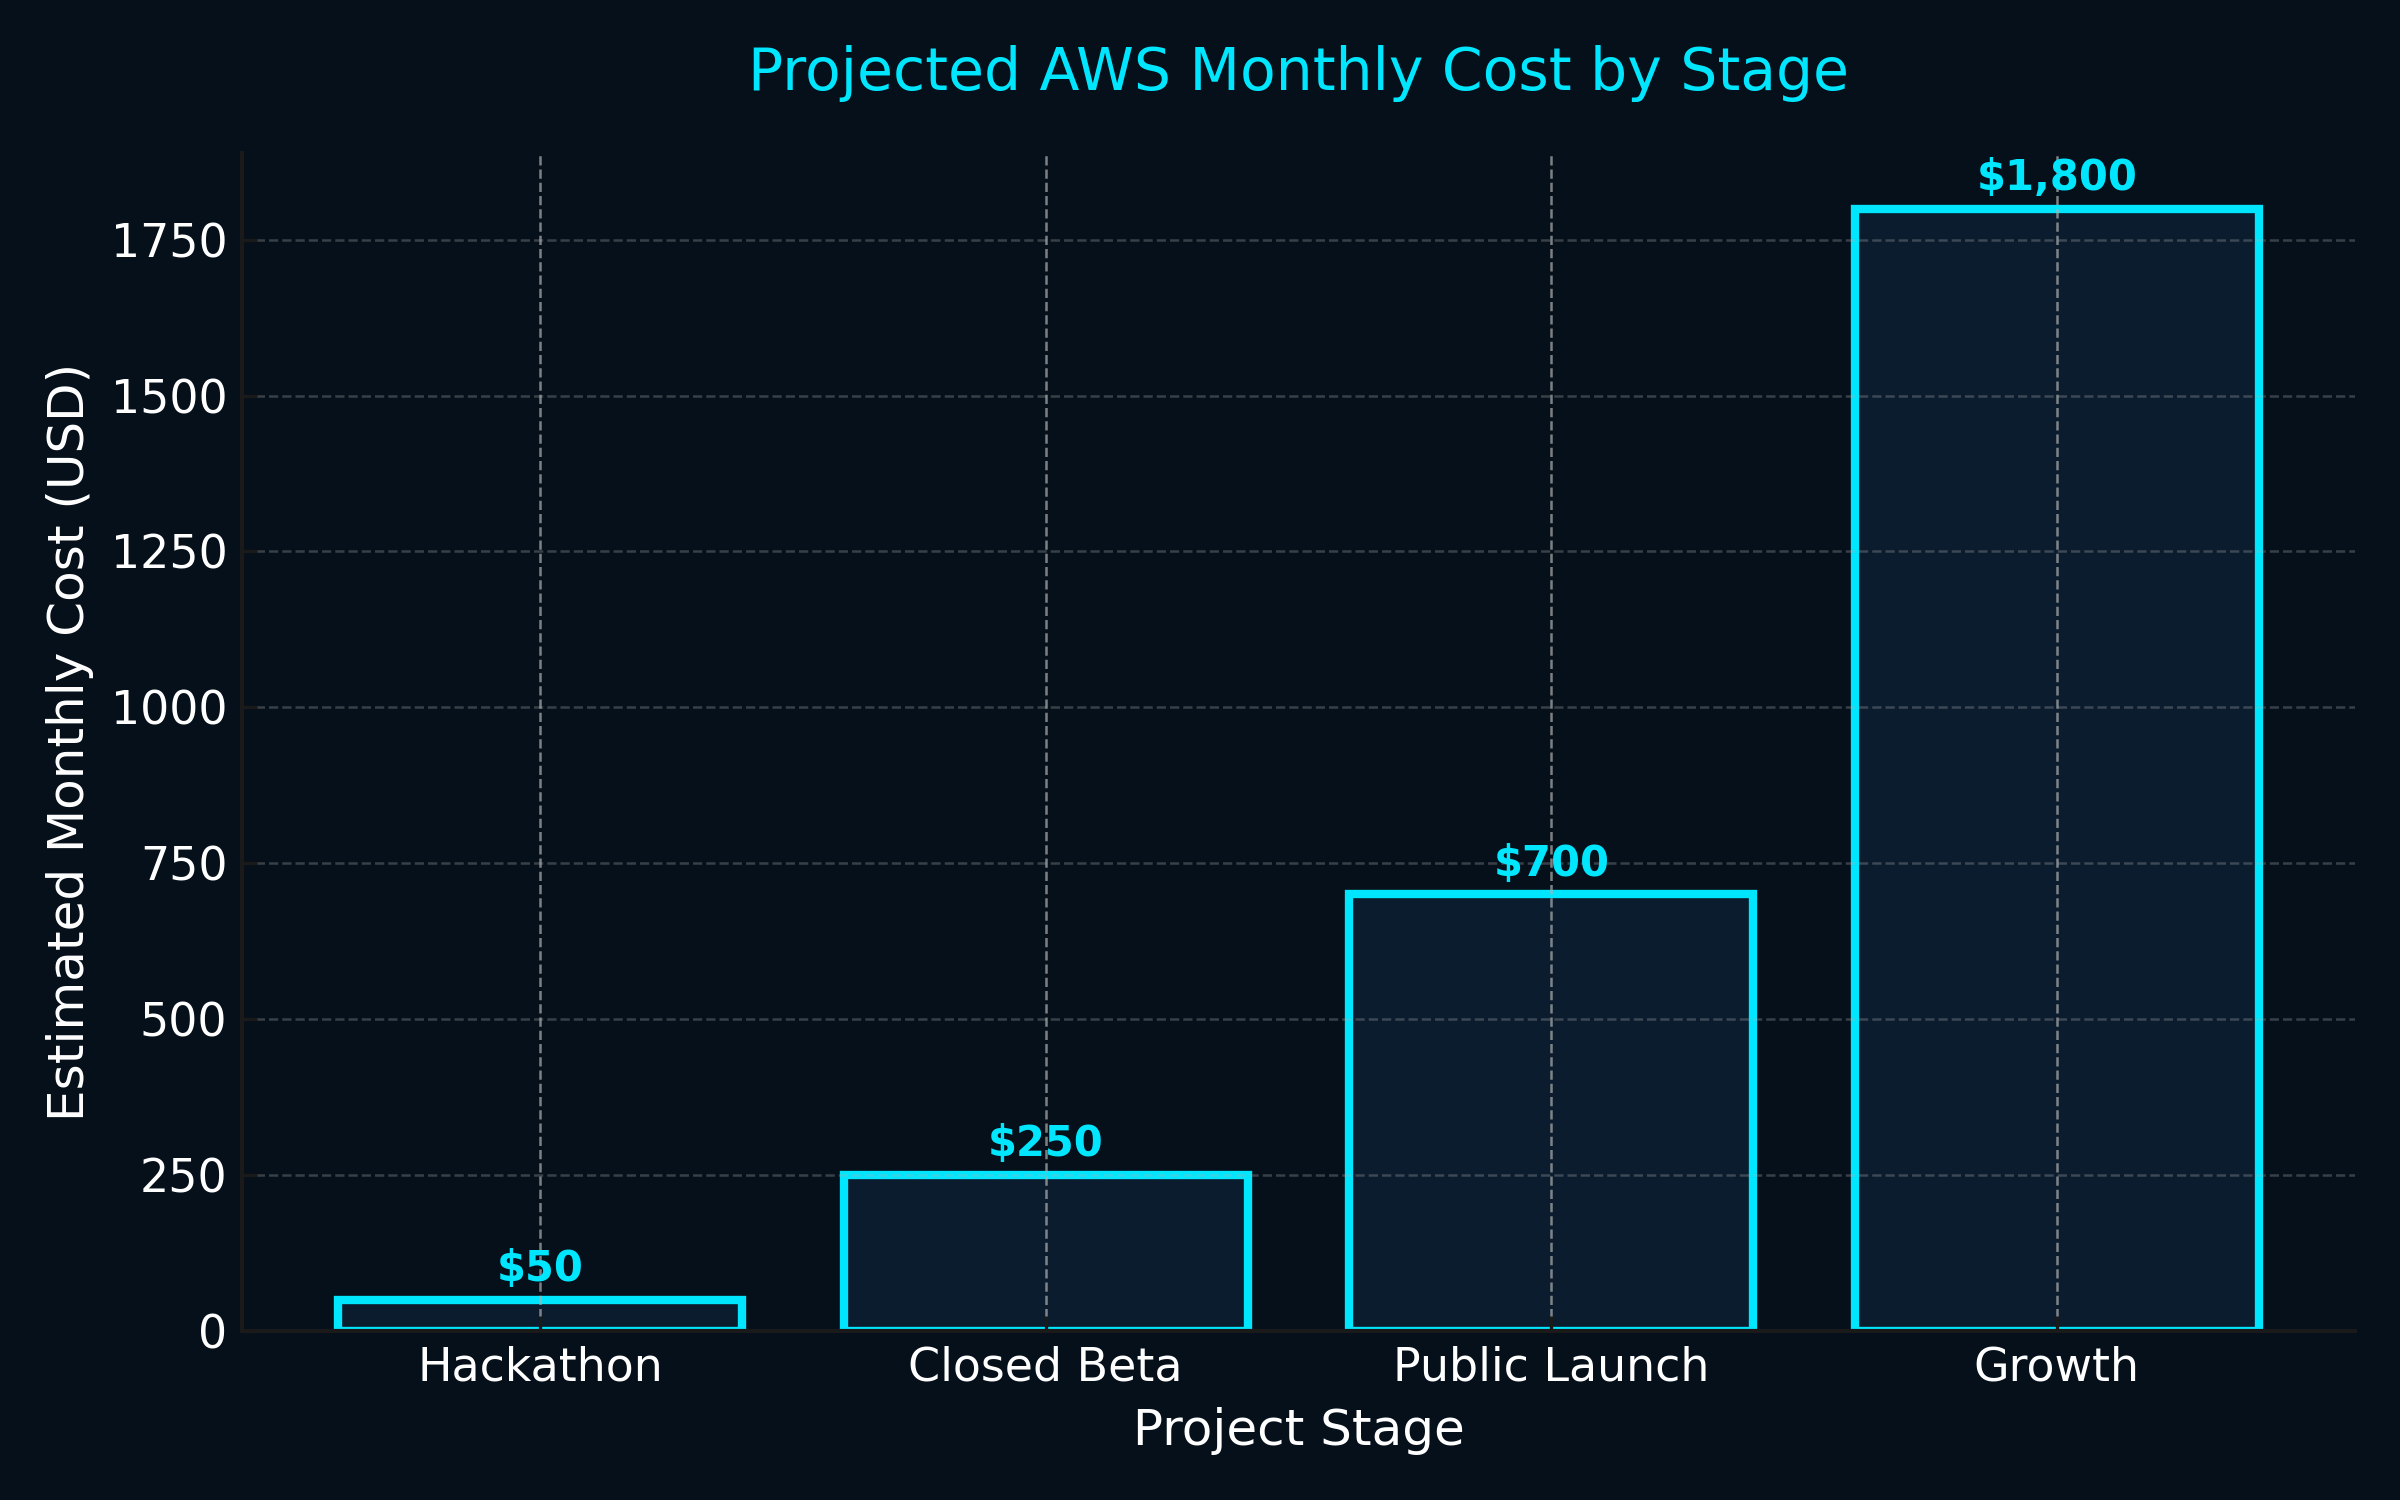 Projected AWS Monthly Cost by Stage
Estimated Monthly Cost (USD)
1750
1500
1250
1000
750
500
250
0
$50
$250
$700
$1,800
Hackathon
Closed Beta
Public Launch
Growth
Project Stage